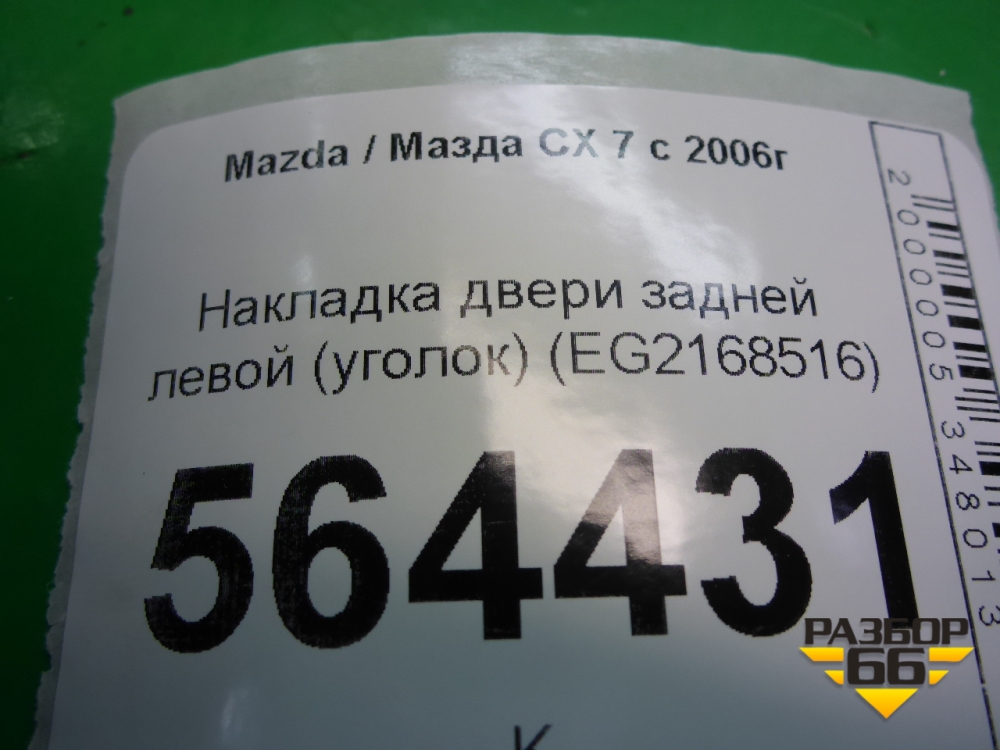 Mazda / Мазда CX 7 с 2006г
Накладка двери задней
левой (уголок) (EG2168516)
564431
К
2000005348013
РАЗБОР
66